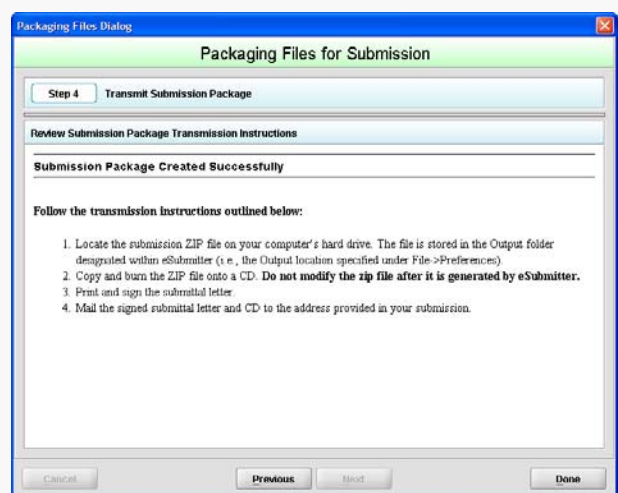 Packaging Files Dialog
Packaging Files for Submission
Step 4 Transmit Submission Package
Review Submission Package Transmission Instructions
Submission Package Created Successfully
Follow the transmission instructions outlined below:
1. Locate the submission ZIP file on your computer's hard drive. The file is stored in the Output folder
designated within eSubmitter (i.e., the Output location specified under File->Preferences).
2. Copy and burn the ZIP file onto a CD. Do not modify the zip file after it is generated by eSubmitter.
3. Print and sign the submittal letter.
4. Mail the signed submittal letter and CD to the address provided in your submission.
Cancel Previous Next Done